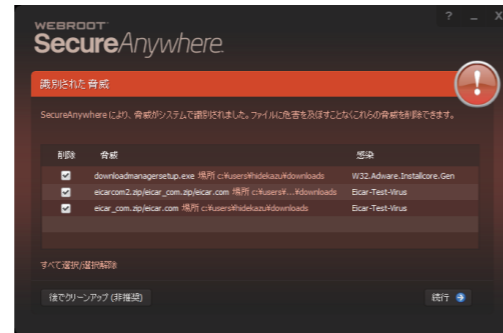 ? _ X
WEBROOT
SecureAnywhere
識別された脅威
SecureAnywhere により、脅威がシステムで識別されました。ファイルに危害を及ぼすことなくこれらの脅威を削除できます。
削除 脅威 感染
downloadmanagersetup.exe 場所 c:¥users¥hidekazu¥downloads W32.Adware.Installcore.Gen
eicarcom2.zip/eicar_com.zip/eicar.com 場所 c:¥users¥...¥downloads Eicar-Test-Virus
eicar_com.zip/eicar.com 場所 c:¥users¥hidekazu¥downloads Eicar-Test-Virus
すべて選択/選択解除
後でクリーンアップ (非推奨) 続行